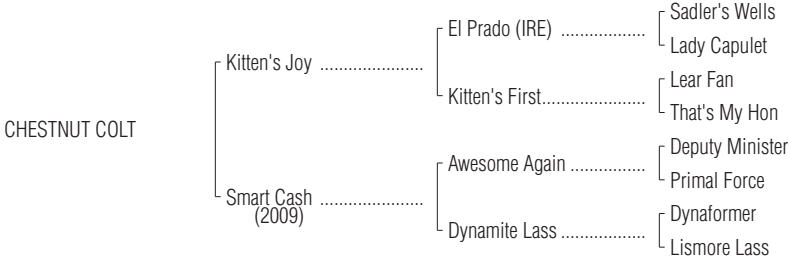 Sadler's Wells
El Prado (IRE) ...................
Lady Capulet
Kitten's Joy ......................
Lear Fan
Kitten's First......................
That's My Hon
CHESTNUT COLT
Deputy Minister
Awesome Again ................
Primal Force
Smart Cash ......................
(2009)
Dynaformer
Dynamite Lass ..................
Lismore Lass